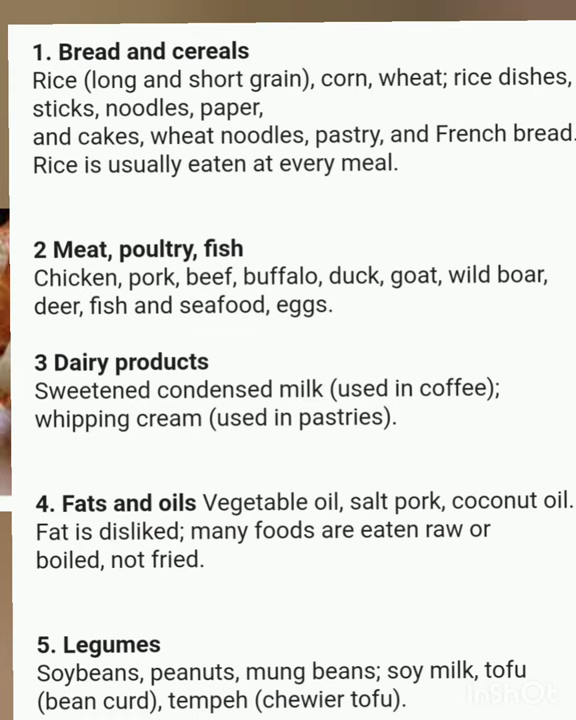 1. Bread and cereals
Rice (long and short grain), corn, wheat; rice dishes,
sticks, noodles, paper,
and cakes, wheat noodles, pastry, and French bread.
Rice is usually eaten at every meal.
2 Meat, poultry, fish
Chicken, pork, beef, buffalo, duck, goat, wild boar,
deer, fish and seafood, eggs.
3 Dairy products
Sweetened condensed milk (used in coffee);
whipping cream (used in pastries).
4. Fats and oils Vegetable oil, salt pork, coconut oil.
Fat is disliked; many foods are eaten raw or
boiled, not fried.
5. Legumes
Soybeans, peanuts, mung beans; soy milk, tofu
(bean curd), tempeh (chewier tofu).
InShOt